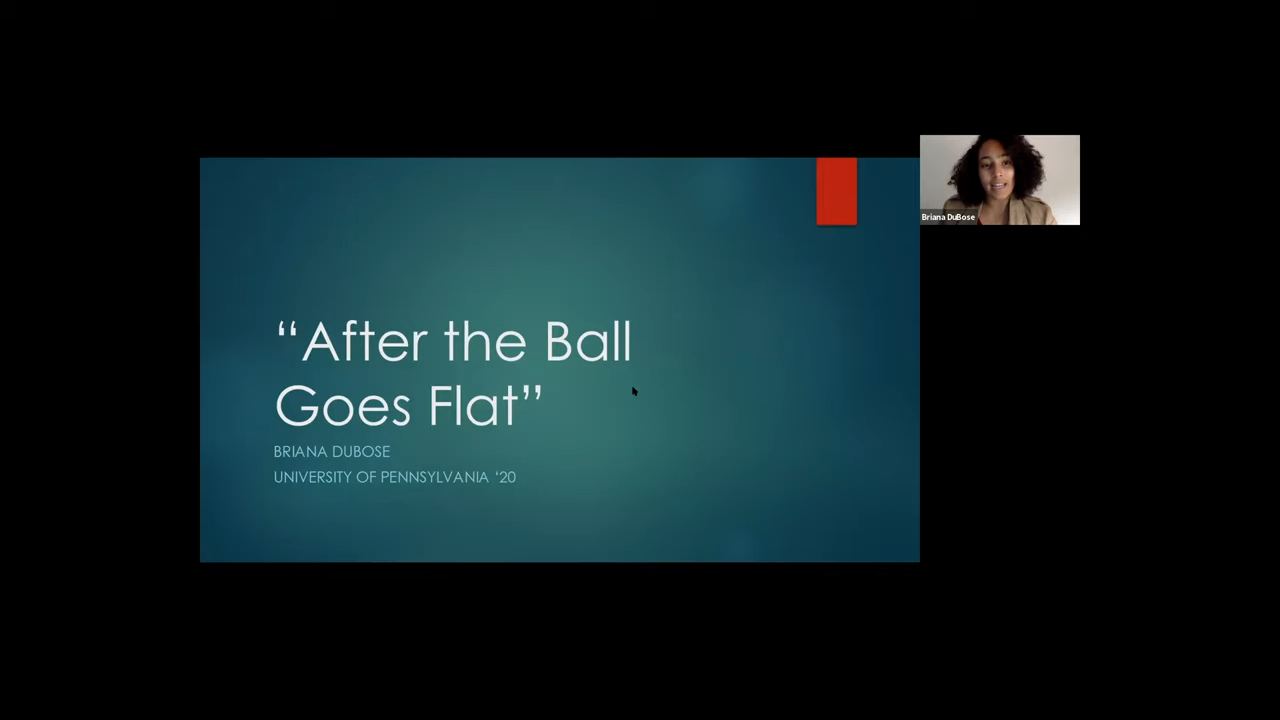 “After the Ball
Goes Flat”
BRIANA DUBOSE
UNIVERSITY OF PENNSYLVANIA ‘20
Briana DuBose